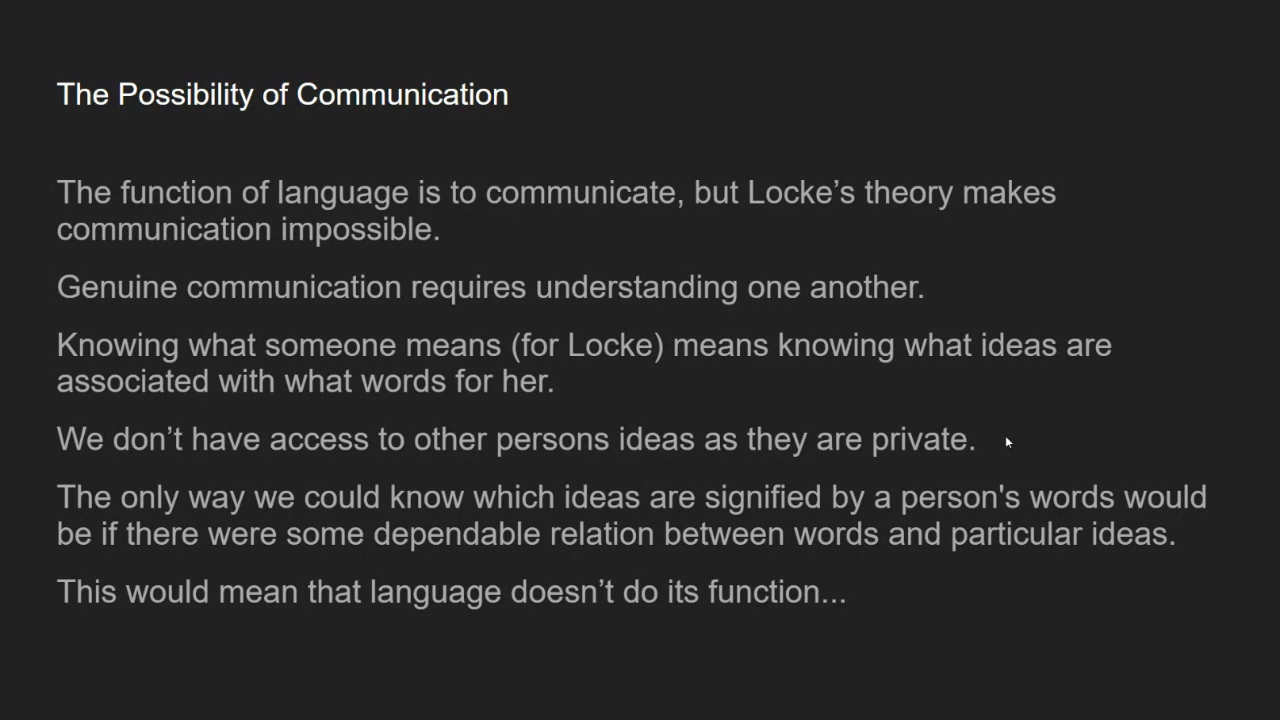 The Possibility of Communication
The function of language is to communicate, but Locke’s theory makes
communication impossible.
Genuine communication requires understanding one another.
Knowing what someone means (for Locke) means knowing what ideas are
associated with what words for her.
We don’t have access to other persons ideas as they are private.
The only way we could know which ideas are signified by a person's words would
be if there were some dependable relation between words and particular ideas.
This would mean that language doesn’t do its function...